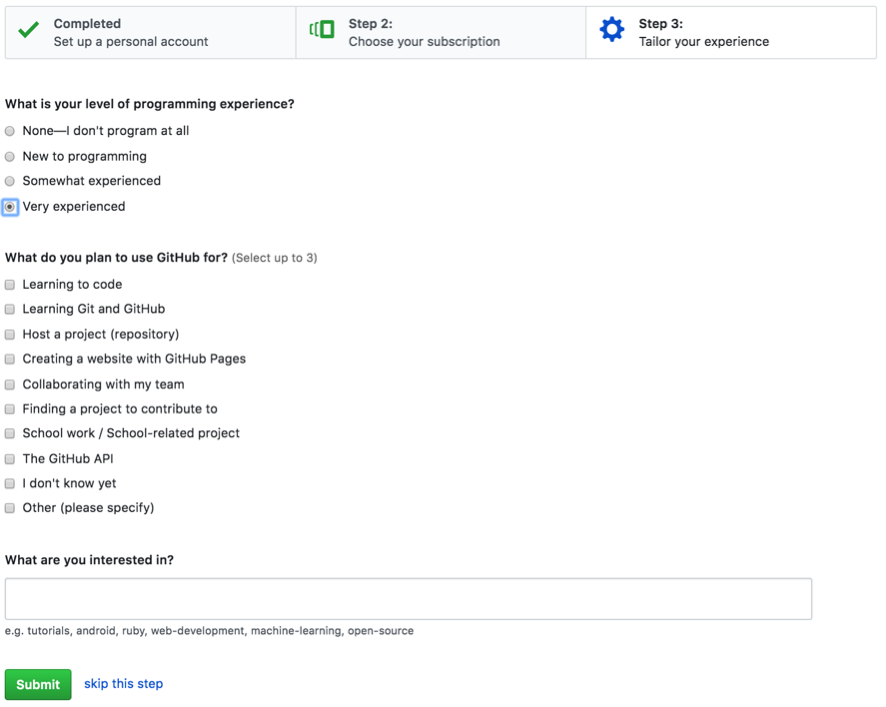 Completed
Set up a personal account
Step 2:
Choose your subscription
Step 3:
Tailor your experience
What is your level of programming experience?
None—I don't program at all
New to programming
Somewhat experienced
Very experienced
What do you plan to use GitHub for? (Select up to 3)
Learning to code
Learning Git and GitHub
Host a project (repository)
Creating a website with GitHub Pages
Collaborating with my team
Finding a project to contribute to
School work / School-related project
The GitHub API
I don't know yet
Other (please specify)
What are you interested in?
e.g. tutorials, android, ruby, web-development, machine-learning, open-source
Submit skip this step